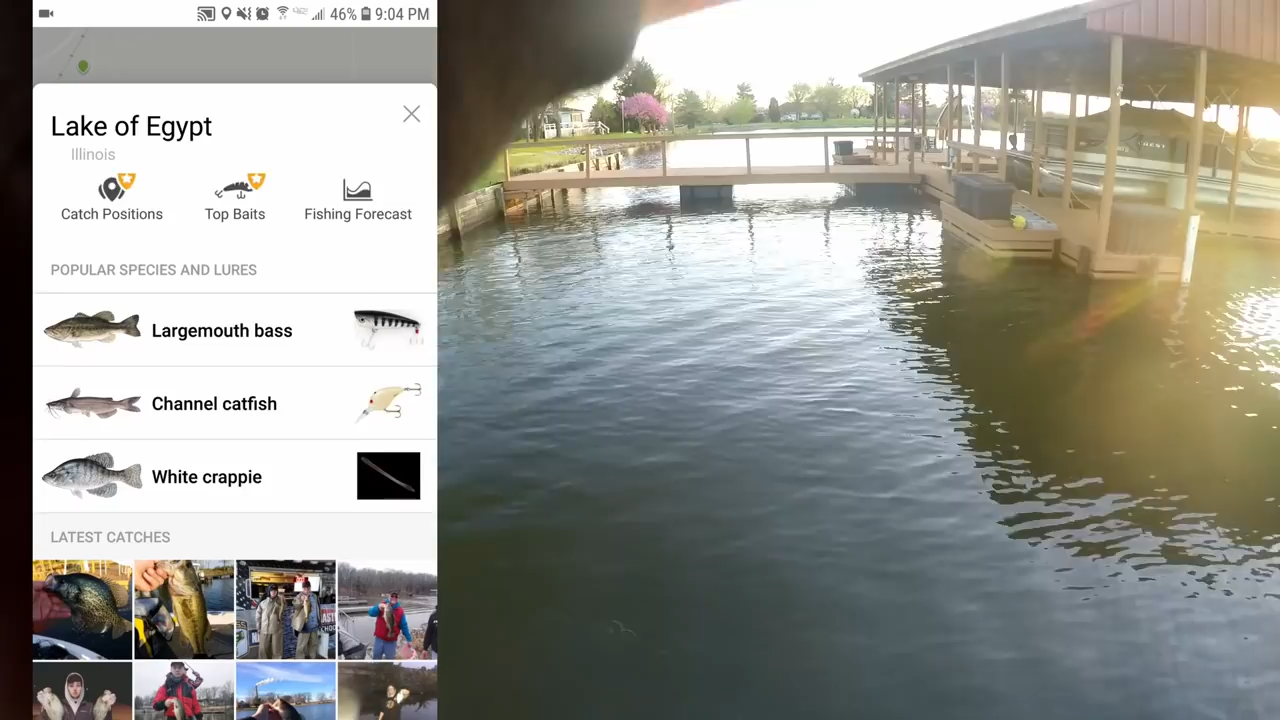 46% 9:04 PM
Lake of Egypt
Illinois
Catch Positions
Top Baits
Fishing Forecast
POPULAR SPECIES AND LURES
Largemouth bass
Channel catfish
White crappie
LATEST CATCHES